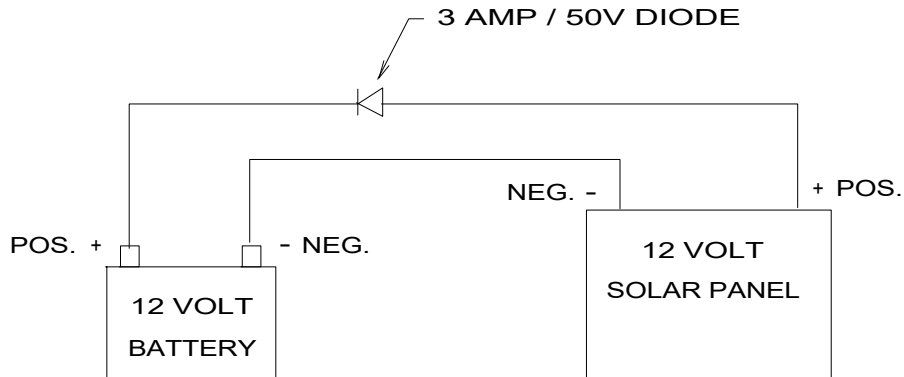 3 AMP / 50V DIODE
NEG. -
+ POS.
POS. +
- NEG.
12 VOLT
SOLAR PANEL
12 VOLT
BATTERY